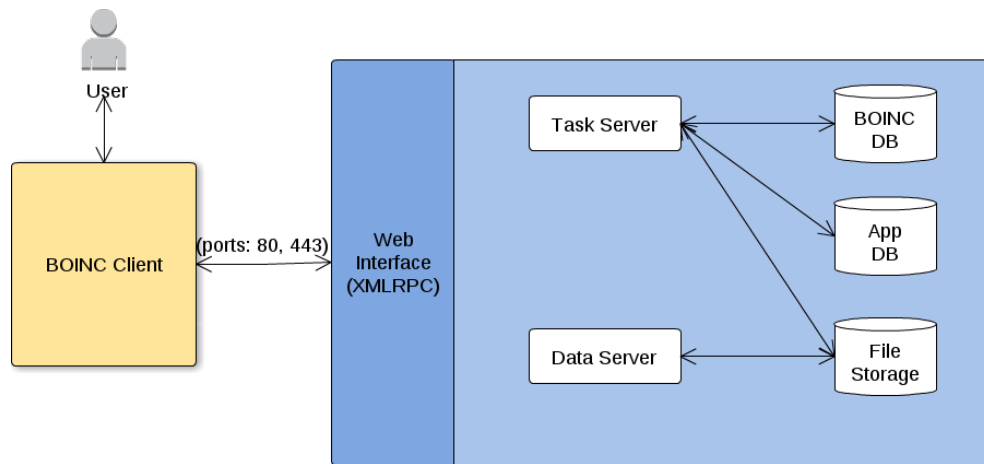 User
BOINC Client
(ports: 80, 443)
Web
Interface
(XMLRPC)
Task Server
BOINC
DB
App
DB
Data Server
File
Storage